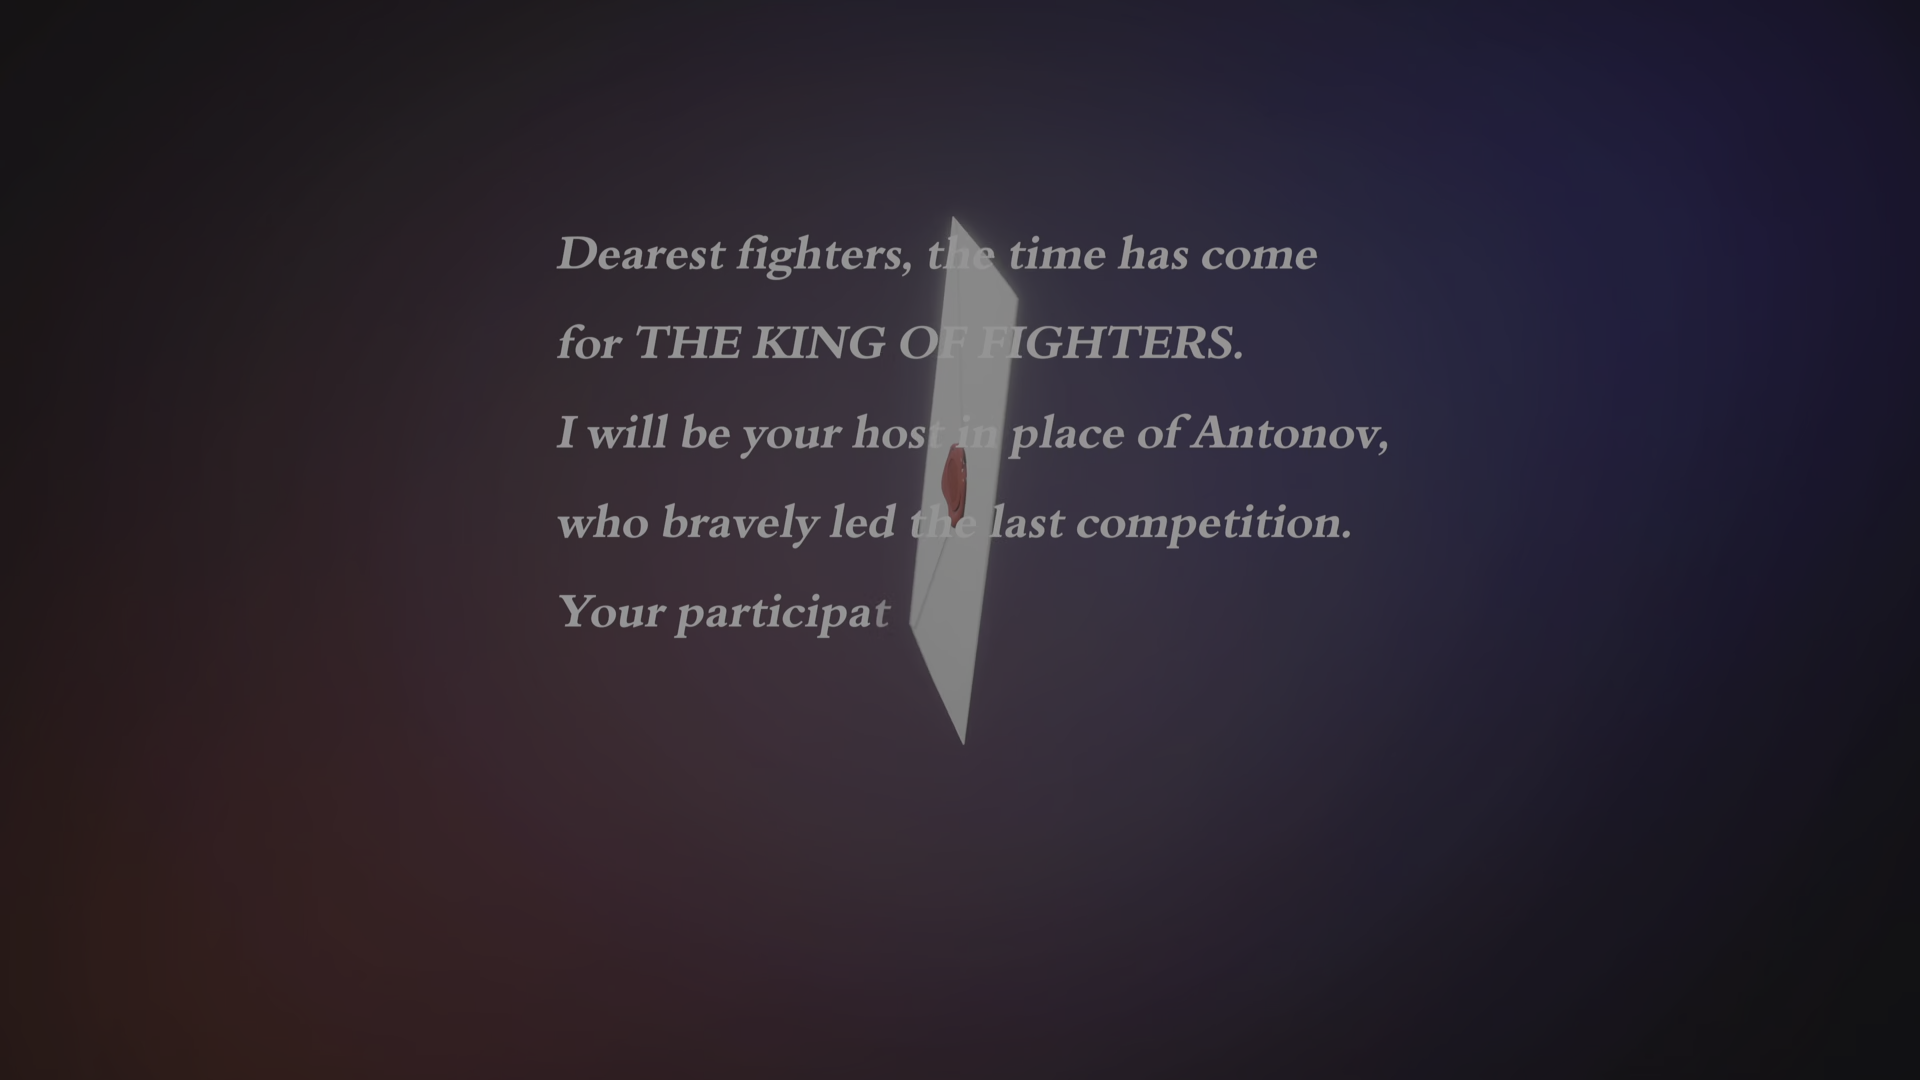 Dearest fighters, the time has come
for THE KING OF FIGHTERS.
I will be your host in place of Antonov,
who bravely led the last competition.
Your participat